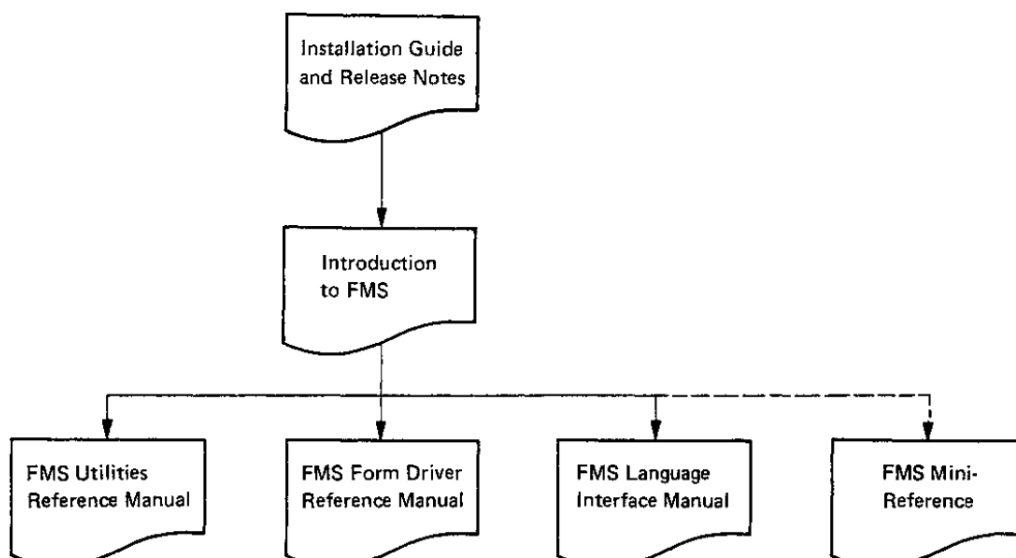 Installation Guide
and Release Notes
Introduction
to FMS
FMS Utilities
Reference Manual
FMS Form Driver
Reference Manual
FMS Language
Interface Manual
FMS Mini-
Reference